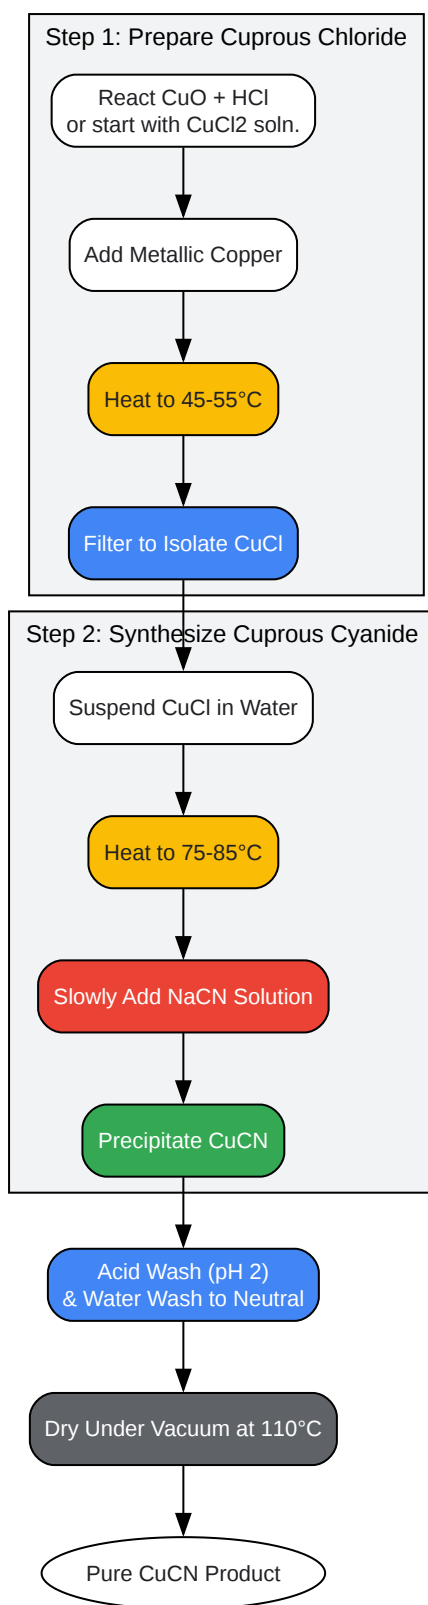 Step 1: Prepare Cuprous Chloride
React CuO + HCl
or start with CuCl2 soln.
Add Metallic Copper
Heat to 45-55°C
Filter to Isolate CuCl
Step 2: Synthesize Cuprous Cyanide
Suspend CuCl in Water
Heat to 75-85°C
Slowly Add NaCN Solution
Precipitate CuCN
Acid Wash (pH 2)
& Water Wash to Neutral
Dry Under Vacuum at 110°C
Pure CuCN Product